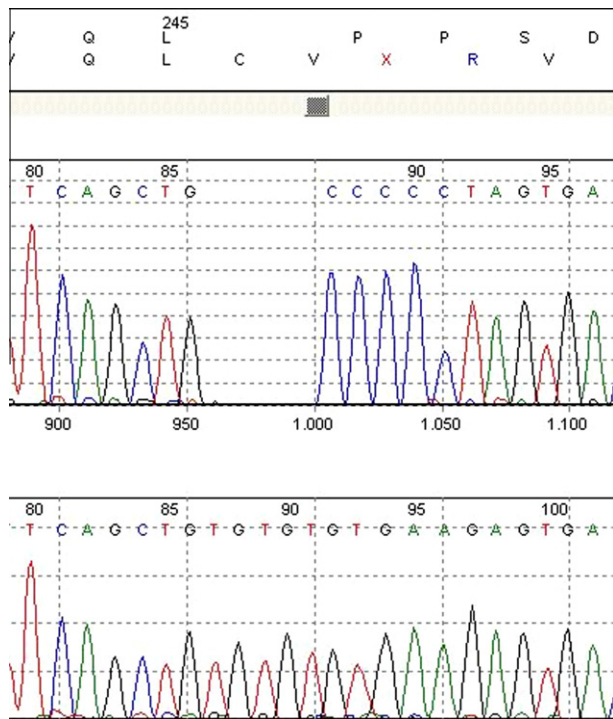 245
V Q L P P S D
V Q L C V X R V
80 85 90 95
T C A G C T G C C C C C T A G T G A
900 950 1.000 1.050 1.100
80 85 90 95 100
T C A G C T G T G T G T G T G A A G A G T G A